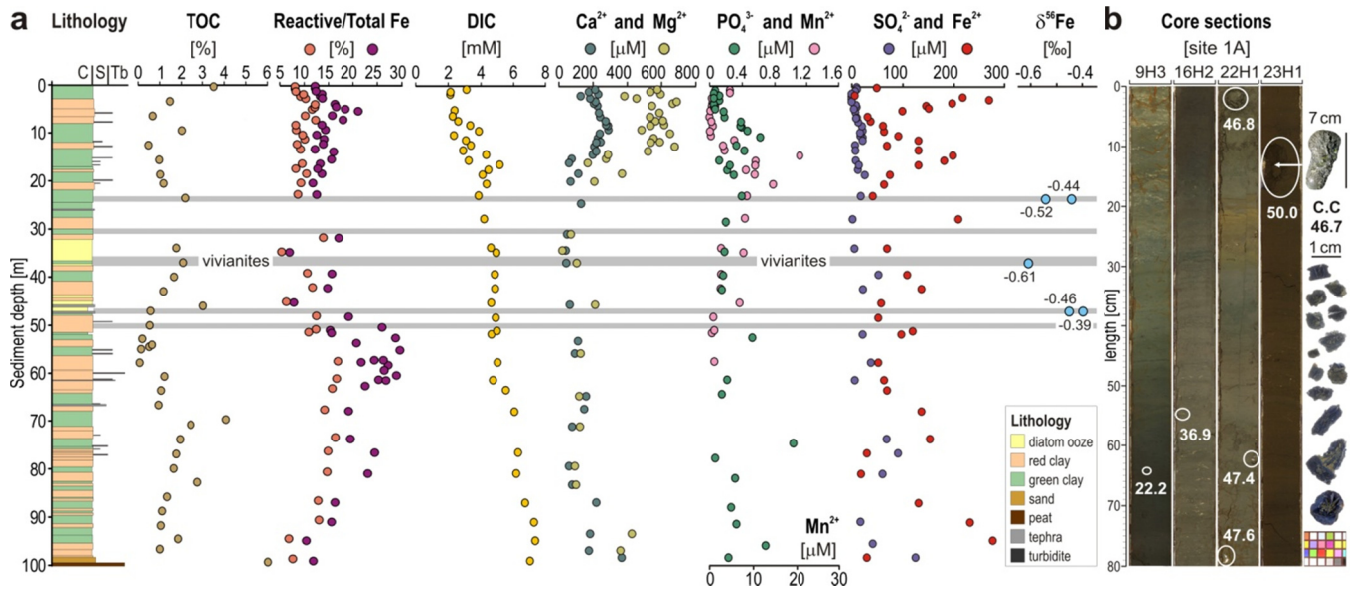 a
Lithology TOC Reactive/Total Fe DIC Ca²⁺ and Mg²⁺ PO₄³⁻ and Mn²⁺ SO₄²⁻ and Fe²⁺ δ⁵⁶Fe
[%] [%] [mM] [µM] [µM] [µM] [‰]
C S Tb
0 1 2 3 4 5 6
5 10 15 20 25 30
0 2 4 6 8
0 200 400 600 800
0 0.4 0.8 1.2 1.6
0 100 200 300
-0.6 -0.4
Sediment depth [m]
0
10
20
30
40
50
60
70
80
90
100
vivianites
vivianites
-0.44
-0.52
-0.61
-0.46
-0.39
Mn²⁺
[µM]
0 10 20 30
Lithology
diatom ooze
red clay
green clay
sand
peat
tephra
turbidite
b
Core sections
[site 1A]
9H3 16H2 22H1 23H1
length [cm]
0
10
20
30
40
50
60
70
80
46.8
50.0
36.9
47.4
22.2
47.6
7 cm
C.C
46.7
1 cm